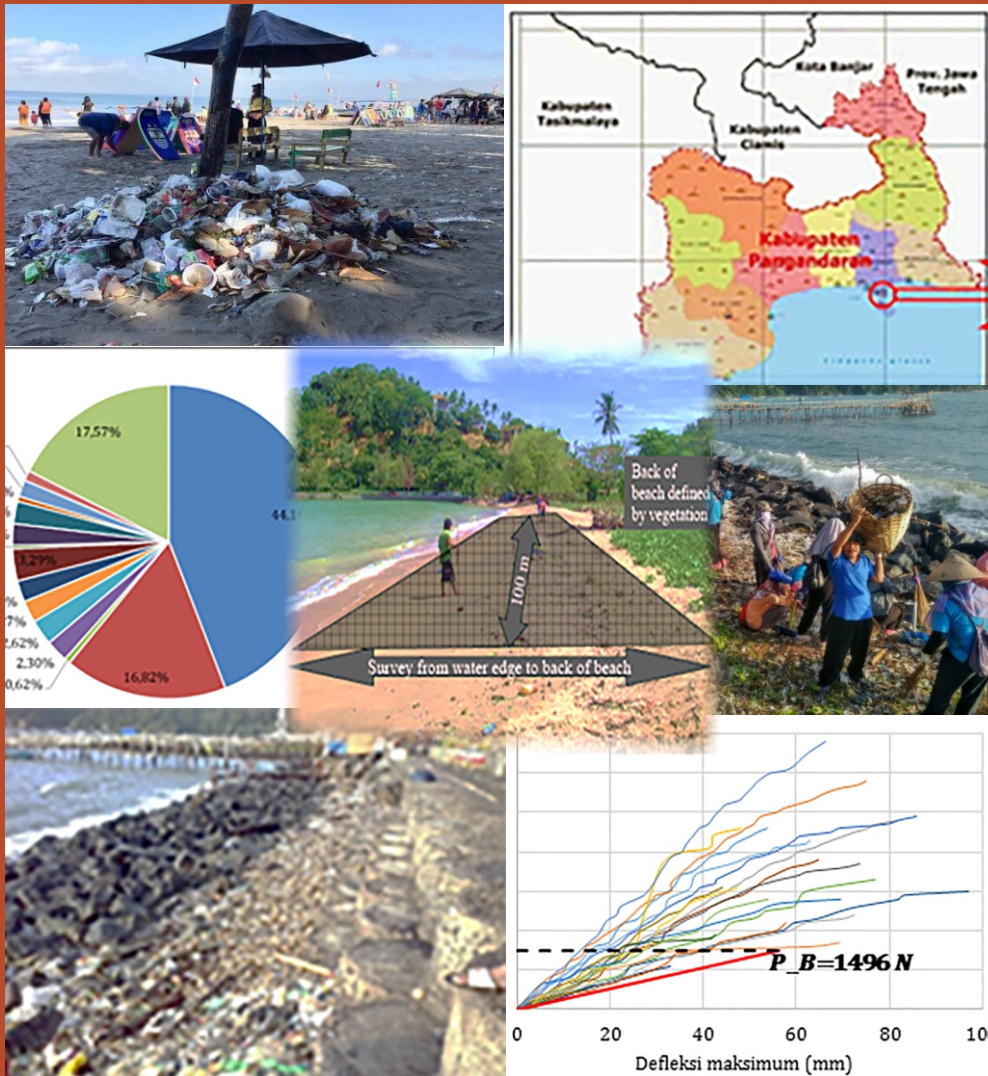 Kota Banjar
Prov. Jawa
Tengah
Kabupaten
Tasikmalaya
Kabupaten
Ciamis
Kabupaten
Pangandaran
17,57%
44,1
3,29%
2,62%
2,30%
0,62%
16,82%
Back of
beach defined
by vegetation
100 m
Survey from water edge to back of beach
P_B=1496 N
0
20
40
60
80
10
Defleksi maksimum (mm)